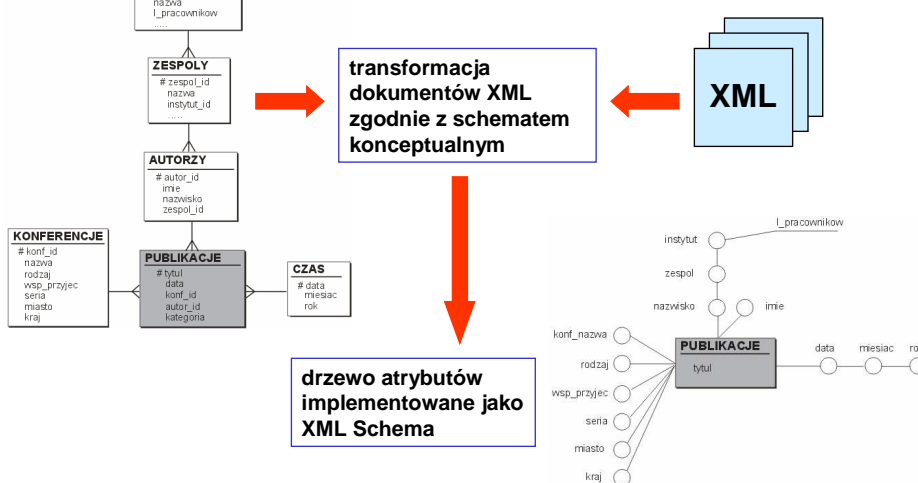 nazwa
l_pracownikow
.....
ZESPOLY
# zespol_id
nazwa
instytut_id
.....
AUTORZY
# autor_id
imie
nazwisko
zespol_id
KONFERENCJE
# konf_id
nazwa
rodzaj
wsp_przyjec
seria
miasto
kraj
PUBLIKACJE
# tytul
data
konf_id
autor_id
kategoria
CZAS
# data
miesiac
rok
transformacja
dokumentów XML
zgodnie z schematem
konceptualnym
XML
drzewo atrybutów
implementowane jako
XML Schema
l_pracownikow
instytut
zespol
nazwisko
imie
konf_nazwa
rodzaj
wsp_przyjec
seria
miasto
kraj
PUBLIKACJE
tytul
data
miesiac